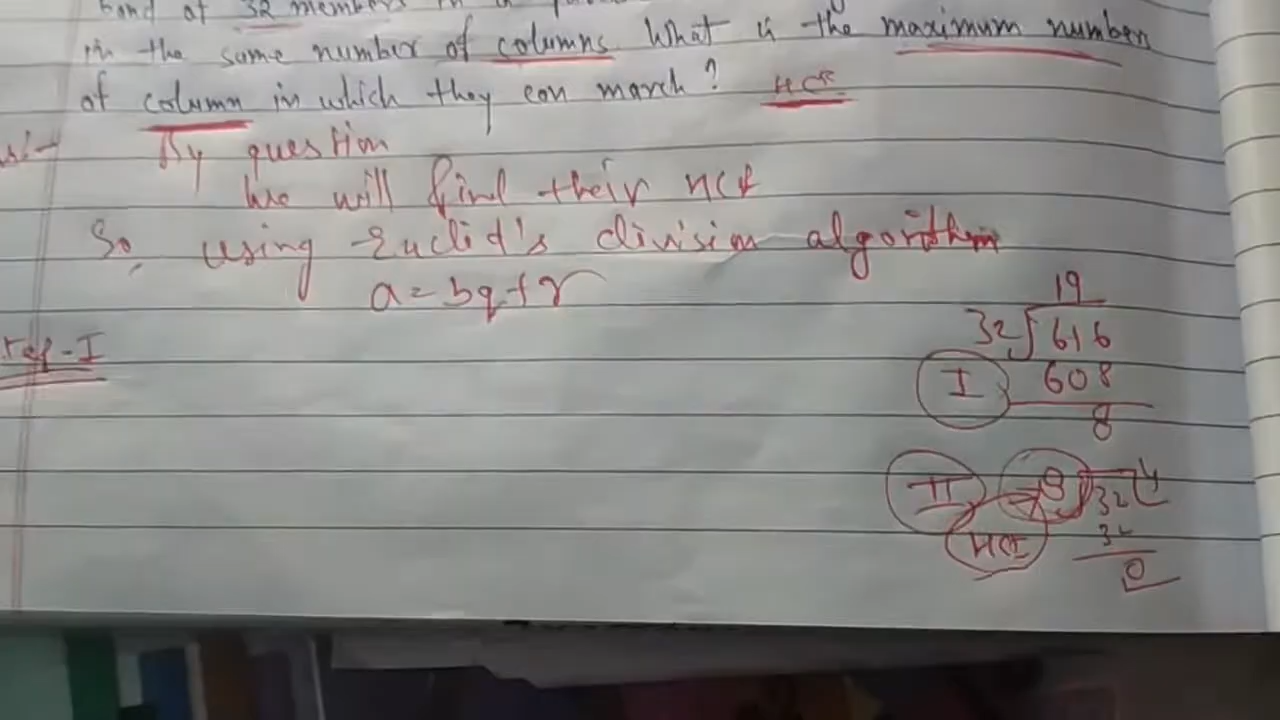 band of 32 members in a
in the same number of columns. What is the maximum number
of column in which they can march? HCF
By question
we will find their HCF
So, using Euclid's division algorithm
a = bq + r
19
32 616
I 608
8
Step-I
II 8 32 4
HCF 32
0